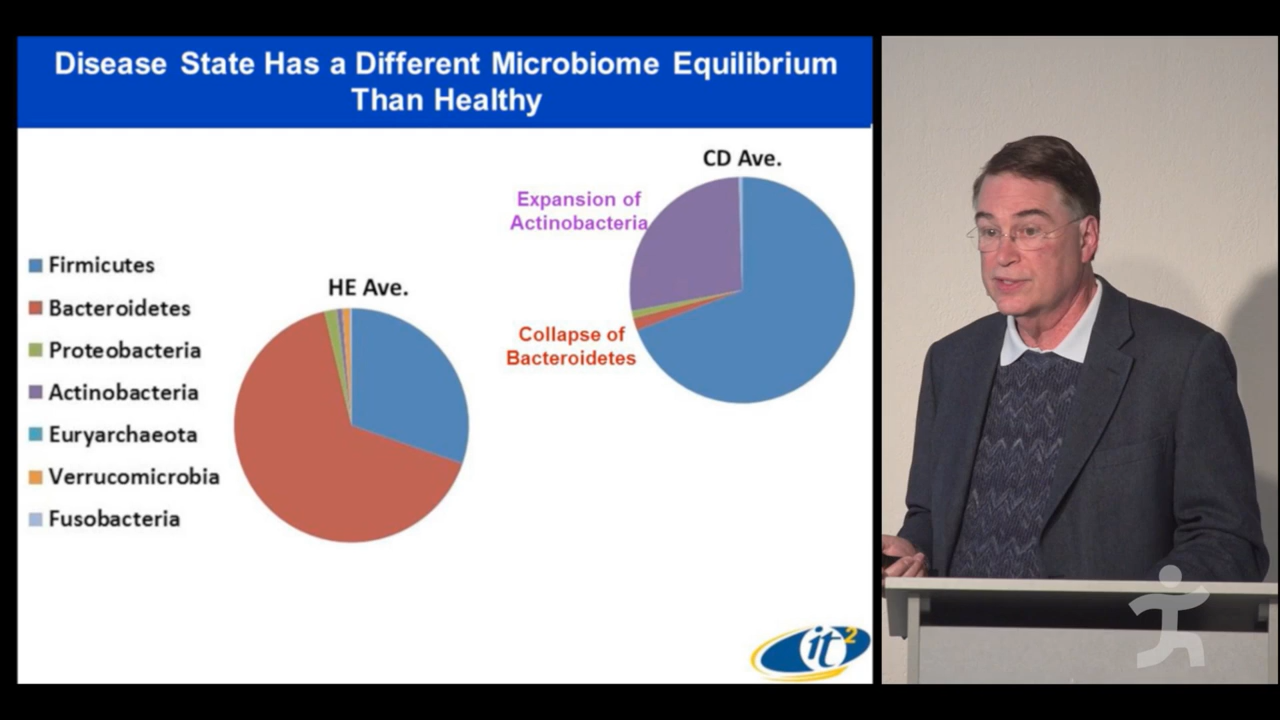 Disease State Has a Different Microbiome Equilibrium
Than Healthy
CD Ave.
Expansion of
Actinobacteria
Firmicutes
HE Ave.
Bacteroidetes
Proteobacteria
Collapse of
Bacteroidetes
Actinobacteria
Euryarchaeota
Verrucomicrobia
Fusobacteria
it2